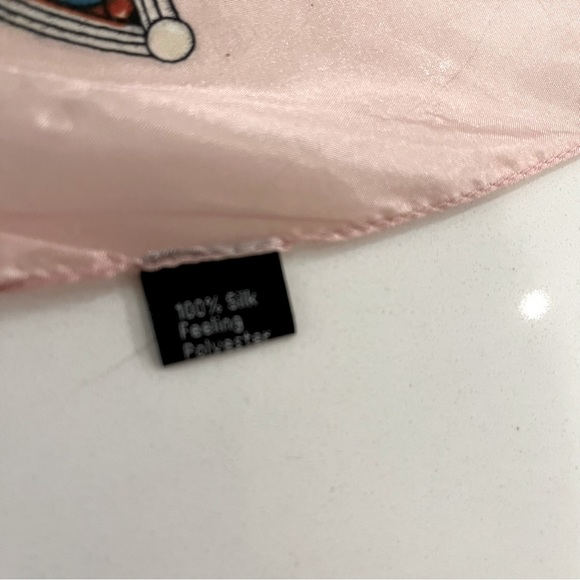 100% Silk
Feeling
Polyester